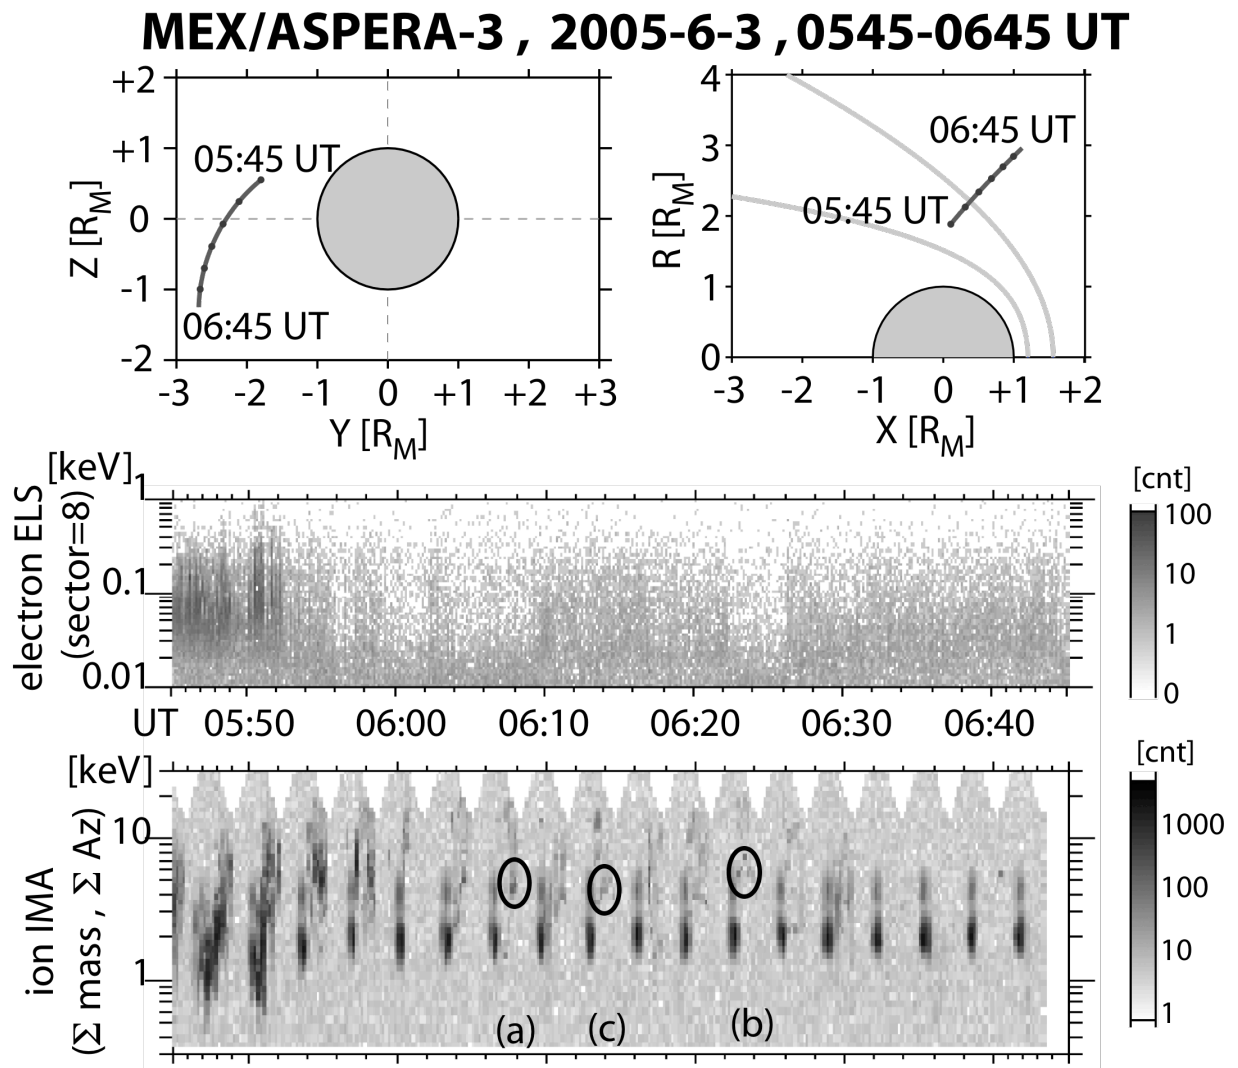 MEX/ASPERA-3 , 2005-6-3 , 0545-0645 UT
+2
+1
0
-1
-2
Z [RM]
05:45 UT
06:45 UT
-3 -2 -1 0 +1 +2 +3
Y [RM]
4
3
2
1
0
R [RM]
06:45 UT
05:45 UT
-3 -2 -1 0 +1 +2
X [RM]
[keV]
1
0.1
0.01
electron ELS
(sector=8)
[cnt]
100
10
1
0
UT 05:50 06:00 06:10 06:20 06:30 06:40
[keV]
10
1
ion IMA
(Σ mass , Σ Az)
(a) (c) (b)
[cnt]
1000
100
10
1